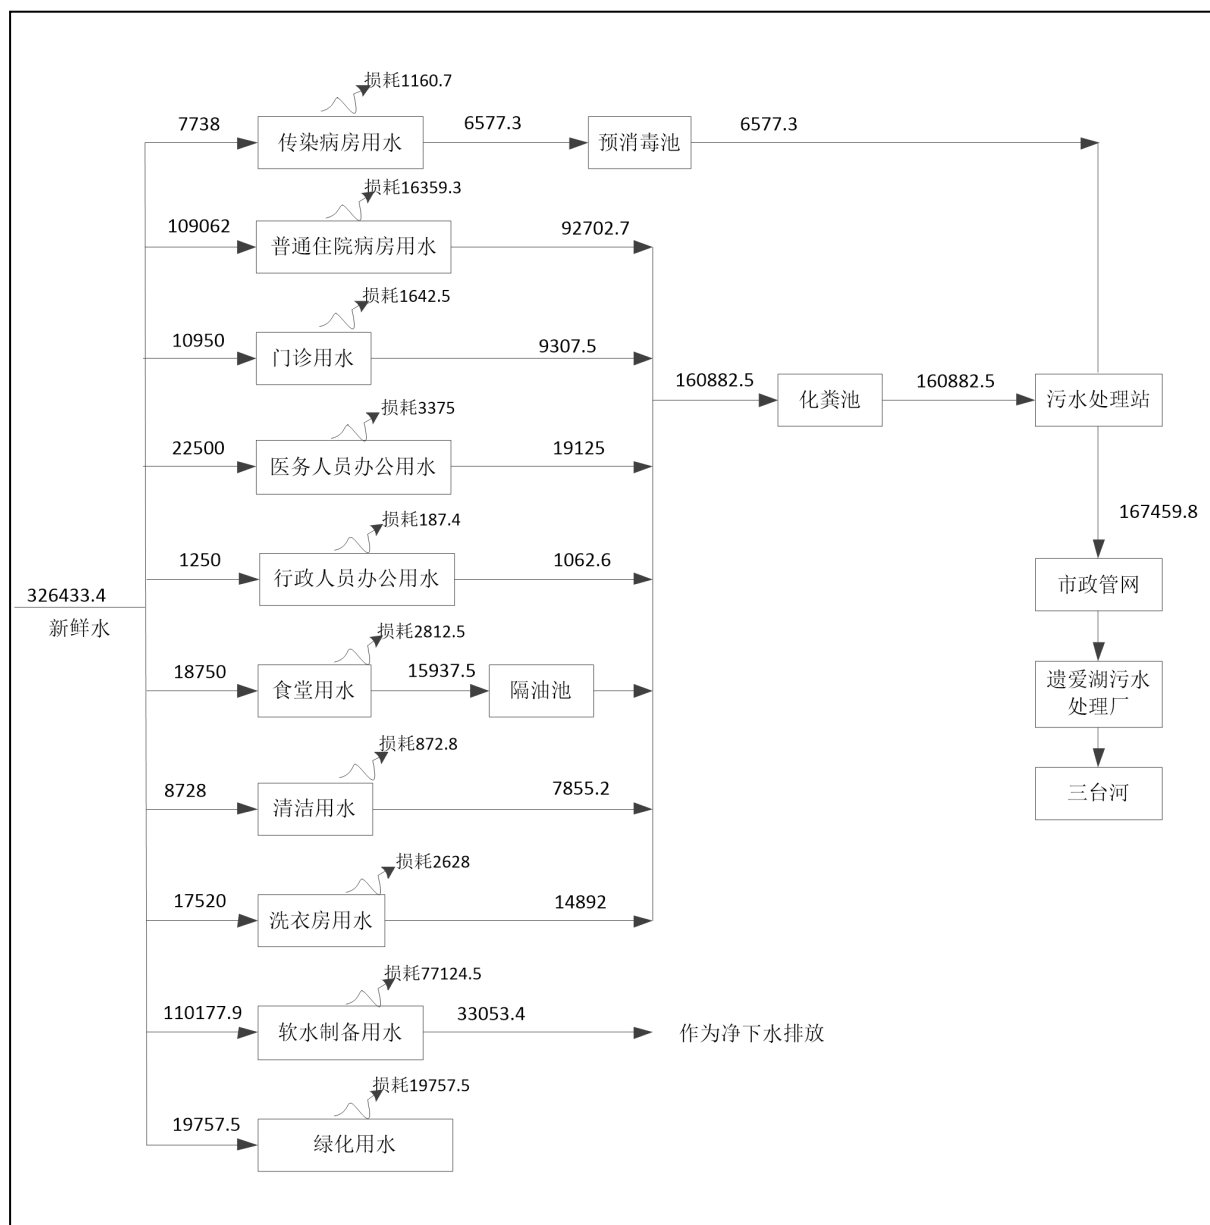 损耗1160.7
7738
传染病房用水
6577.3
预消毒池
6577.3
损耗16359.3
109062
普通住院病房用水
92702.7
损耗1642.5
10950
门诊用水
9307.5
160882.5
化粪池
160882.5
污水处理站
损耗3375
22500
医务人员办公用水
19125
167459.8
损耗187.4
1250
行政人员办公用水
1062.6
市政管网
326433.4
新鲜水
损耗2812.5
18750
食堂用水
15937.5
隔油池
遗爱湖污水
处理厂
损耗872.8
8728
清洁用水
7855.2
三台河
损耗2628
17520
洗衣房用水
14892
损耗77124.5
110177.9
软水制备用水
33053.4
作为净下水排放
损耗19757.5
19757.5
绿化用水